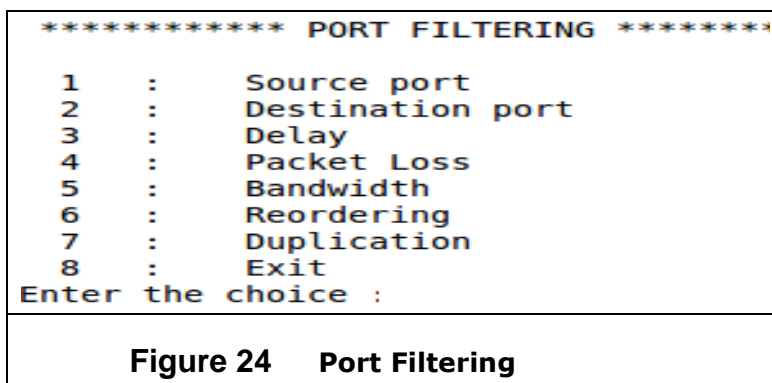 ************ PORT FILTERING ********
1 : Source port
2 : Destination port
3 : Delay
4 : Packet Loss
5 : Bandwidth
6 : Reordering
7 : Duplication
8 : Exit
Enter the choice :
Figure 24 Port Filtering